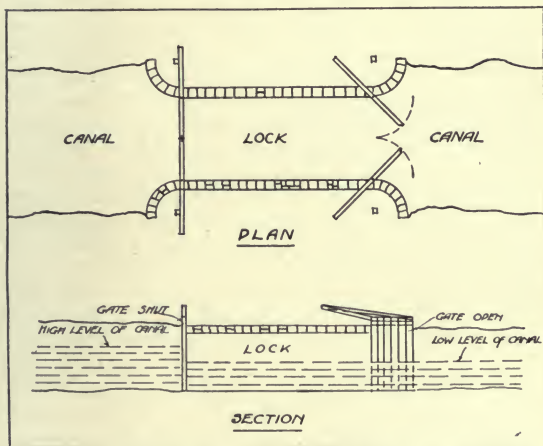 CANAL
LOCK
CANAL
PLAN
GATE SHUT
HIGH LEVEL OF CANAL
GATE OPEN
LOCK
LOW LEVEL OF CANAL
SECTION